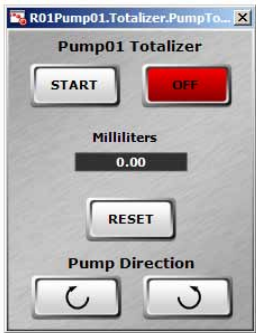 R01Pump01.Totalizer.PumpTo...
Pump01 Totalizer
START OFF
Milliliters
0.00
RESET
Pump Direction